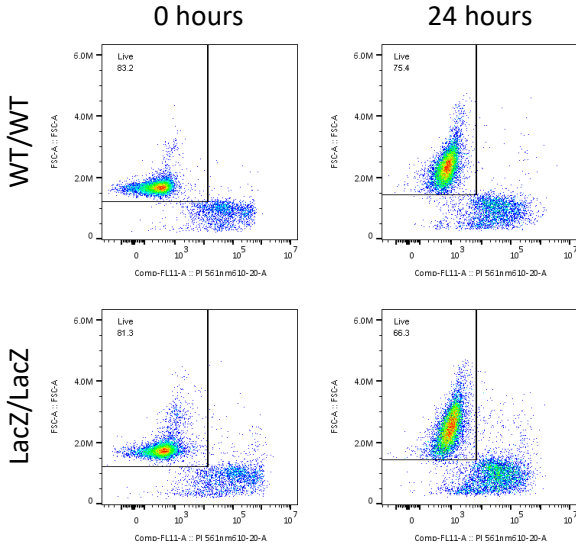 0 hours
24 hours
WT/WT
Live
83.2
6.0M
4.0M
2.0M
0
FSC-A :: FSC-A
0
10^3
10^5
10^7
Comp-FL11-A :: PI 561nm610-20-A
Live
75.4
6.0M
4.0M
2.0M
0
FSC-A :: FSC-A
0
10^3
10^5
10^7
Comp-FL11-A :: PI 561nm610-20-A
LacZ/LacZ
Live
81.3
6.0M
4.0M
2.0M
0
FSC-A :: FSC-A
0
10^3
10^5
10^7
Comp-FL11-A :: PI 561nm610-20-A
Live
66.3
6.0M
4.0M
2.0M
0
FSC-A :: FSC-A
0
10^3
10^5
10^7
Comp-FL11-A :: PI 561nm610-20-A